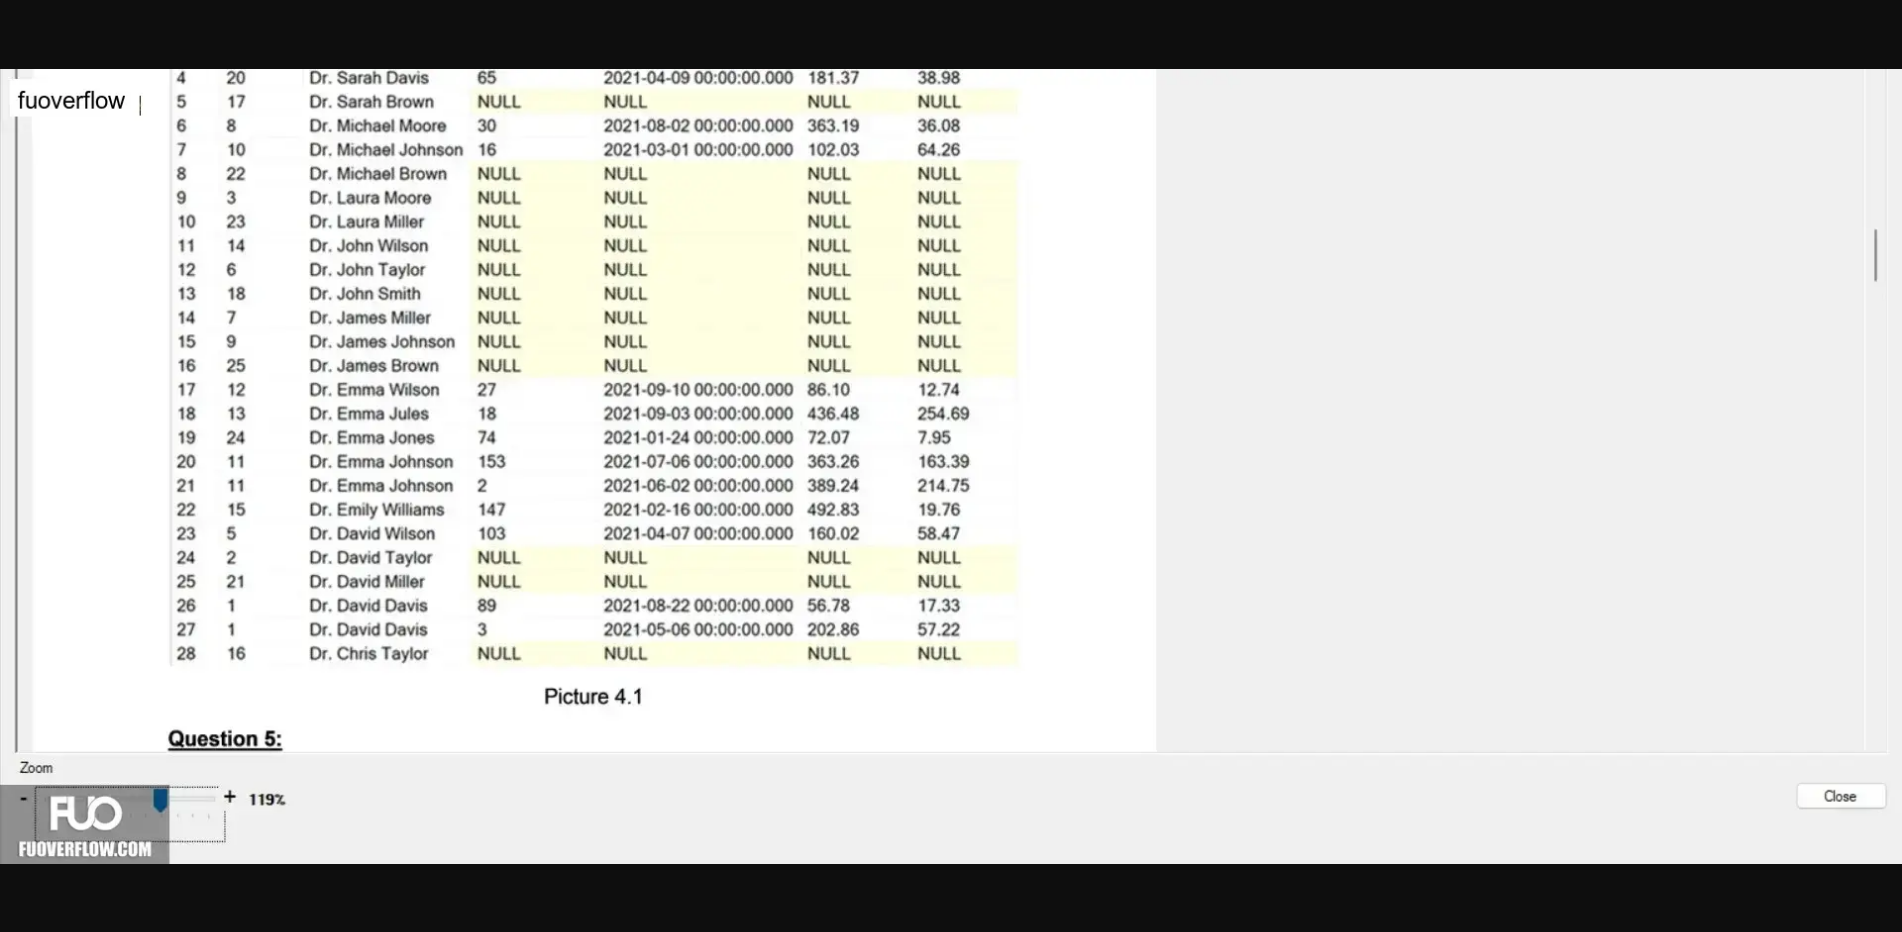 fuoverflow
4 20 Dr. Sarah Davis 65 2021-04-09 00:00:00.000 181.37 38.98
5 17 Dr. Sarah Brown NULL NULL NULL NULL
6 8 Dr. Michael Moore 30 2021-08-02 00:00:00.000 363.19 36.08
7 10 Dr. Michael Johnson 16 2021-03-01 00:00:00.000 102.03 64.26
8 22 Dr. Michael Brown NULL NULL NULL NULL
9 3 Dr. Laura Moore NULL NULL NULL NULL
10 23 Dr. Laura Miller NULL NULL NULL NULL
11 14 Dr. John Wilson NULL NULL NULL NULL
12 6 Dr. John Taylor NULL NULL NULL NULL
13 18 Dr. John Smith NULL NULL NULL NULL
14 7 Dr. James Miller NULL NULL NULL NULL
15 9 Dr. James Johnson NULL NULL NULL NULL
16 25 Dr. James Brown NULL NULL NULL NULL
17 12 Dr. Emma Wilson 27 2021-09-10 00:00:00.000 86.10 12.74
18 13 Dr. Emma Jules 18 2021-09-03 00:00:00.000 436.48 254.69
19 24 Dr. Emma Jones 74 2021-01-24 00:00:00.000 72.07 7.95
20 11 Dr. Emma Johnson 153 2021-07-06 00:00:00.000 363.26 163.39
21 11 Dr. Emma Johnson 2 2021-06-02 00:00:00.000 389.24 214.75
22 15 Dr. Emily Williams 147 2021-02-16 00:00:00.000 492.83 19.76
23 5 Dr. David Wilson 103 2021-04-07 00:00:00.000 160.02 58.47
24 2 Dr. David Taylor NULL NULL NULL NULL
25 21 Dr. David Miller NULL NULL NULL NULL
26 1 Dr. David Davis 89 2021-08-22 00:00:00.000 56.78 17.33
27 1 Dr. David Davis 3 2021-05-06 00:00:00.000 202.86 57.22
28 16 Dr. Chris Taylor NULL NULL NULL NULL
Picture 4.1
Question 5:
Zoom
- + 119%
Close
FUO
FUOVERFLOW.COM